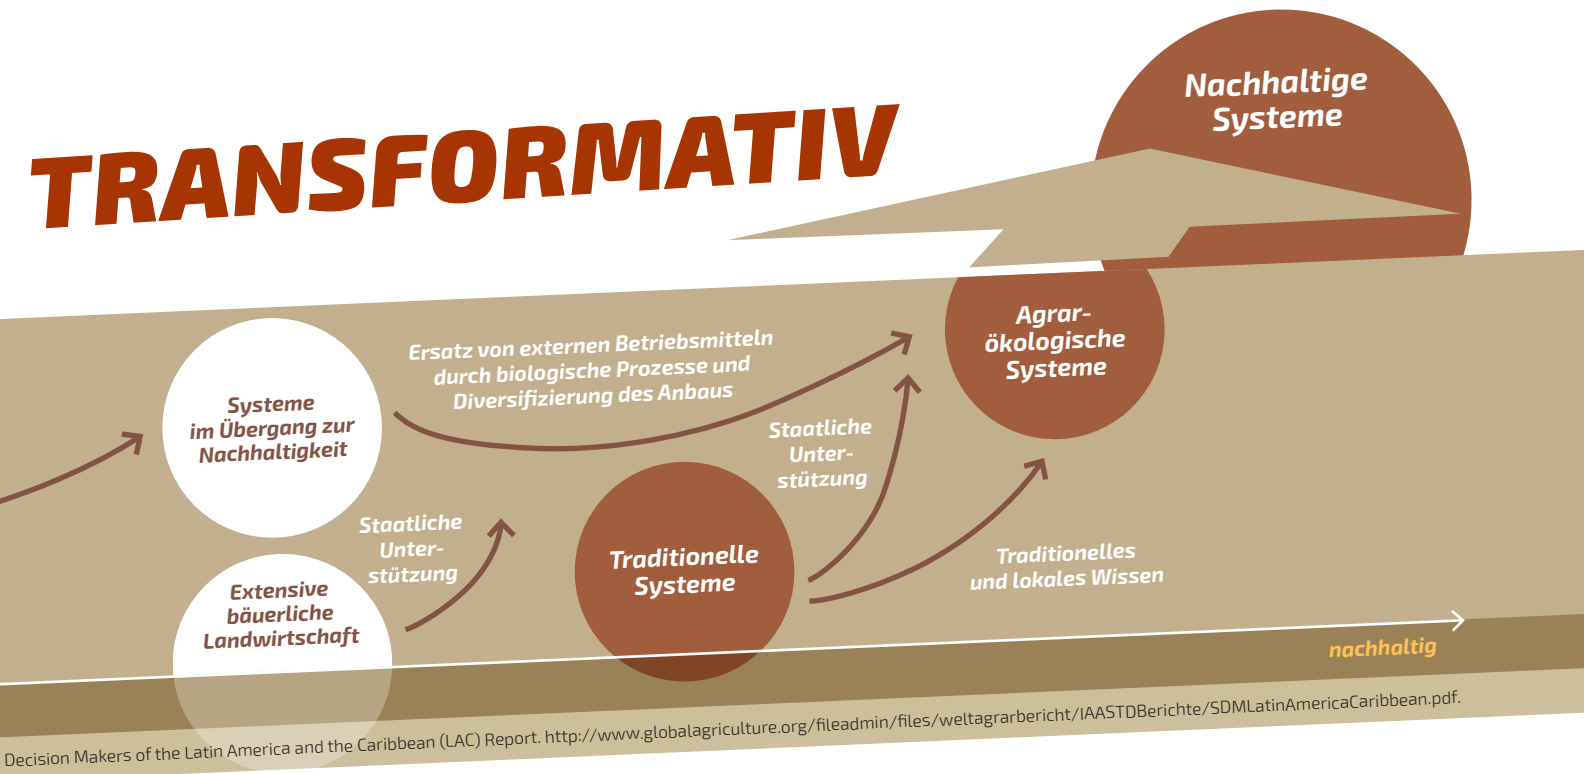 TRANSFORMATIV
Nachhaltige
Systeme
Agrar-
ökologische
Systeme
Ersatz von externen Betriebsmitteln
durch biologische Prozesse und
Diversifizierung des Anbaus
Systeme
im Übergang zur
Nachhaltigkeit
Staatliche
Unter-
stützung
Staatliche
Unter-
stützung
Traditionelle
Systeme
Extensive
bäuerliche
Landwirtschaft
Traditionelles
und lokales Wissen
nachhaltig
Decision Makers of the Latin America and the Caribbean (LAC) Report. http://www.globalagriculture.org/fileadmin/files/weltagrarbericht/IAASTDBerichte/SDMLatinAmericaCaribbean.pdf.